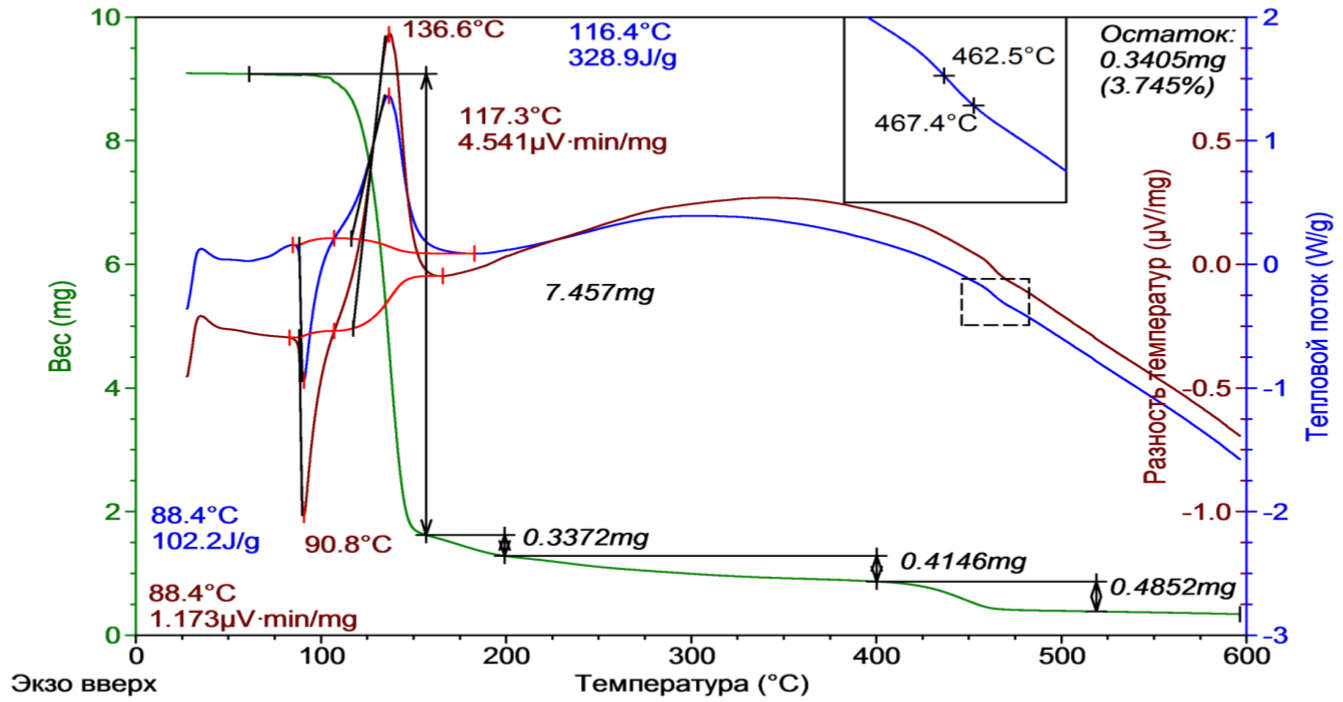 10
8
6
4
2
0
Вес (mg)
136.6°C
116.4°C
328.9J/g
117.3°C
4.541µV·min/mg
462.5°C
467.4°C
Остаток:
0.3405mg
(3.745%)
7.457mg
88.4°C
102.2J/g
90.8°C
88.4°C
1.173µV·min/mg
0.3372mg
0.4146mg
0.4852mg
0.5
0.0
-0.5
-1.0
Разность температур (µV/mg)
2
1
0
-1
-2
-3
Тепловой поток (W/g)
0
100
200
300
400
500
600
Экзо вверх
Температура (°C)